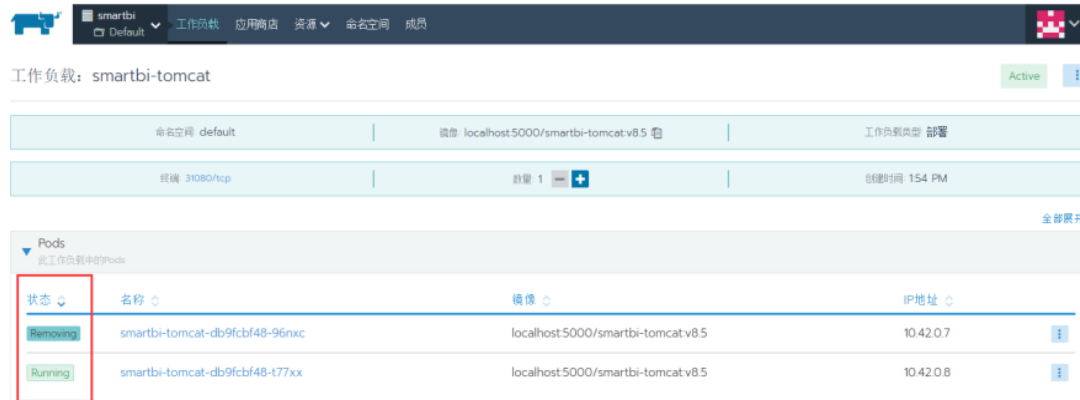 smartbi
Default
工作负载 应用商店 资源 命名空间 成员
工作负载：smartbi-tomcat
Active
命名空间: default
镜像: localhost:5000/smartbi-tomcat:v8.5
工作负载类型: 部署
终端: 31080/tcp
数量: 1
创建时间: 1:54 PM
全部展开
Pods
此工作负载中的Pods
状态 名称 镜像 IP地址
Removing smartbi-tomcat-db9fcbf48-96nxc localhost:5000/smartbi-tomcat:v8.5 10.42.0.7
Running smartbi-tomcat-db9fcbf48-t77xx localhost:5000/smartbi-tomcat:v8.5 10.42.0.8